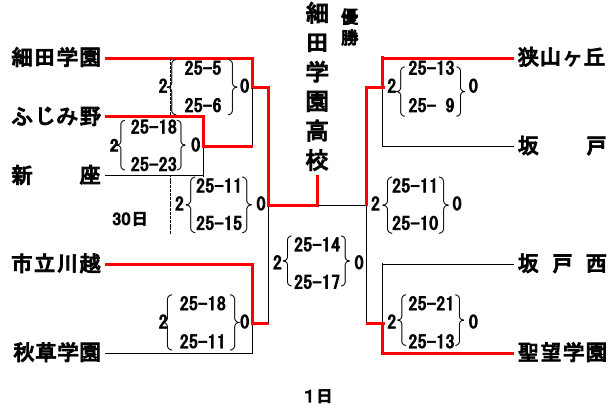 優勝
細田学園高校
細田学園
2 25-5 0
25-6
ふじみ野
2 25-18 0
25-23
新 座
30日
2 25-11 0
25-15
市立川越
2 25-18 0
25-11
秋草学園
2 25-14 0
25-17
狭山ヶ丘
2 25-13 0
25- 9
坂 戸
2 25-11 0
25-10
坂 戸 西
2 25-21 0
25-13
聖望学園
1日